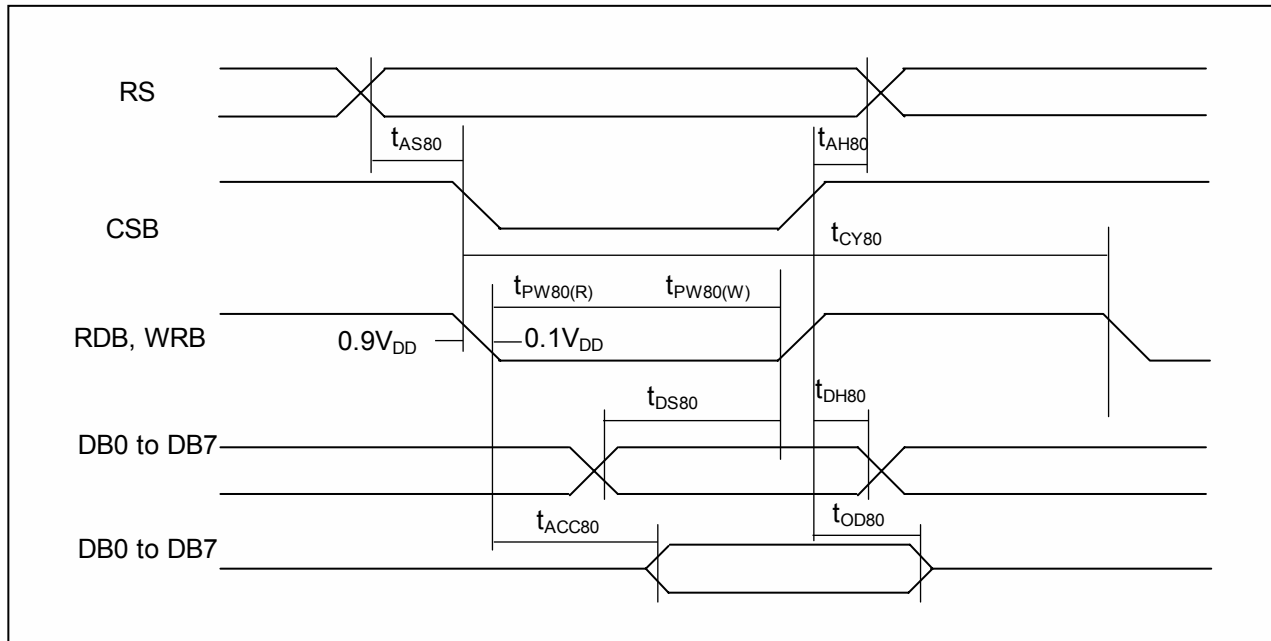 RS
tAS80
tAH80
CSB
tCY80
tPW80(R)
tPW80(W)
RDB, WRB
0.9VDD
0.1VDD
tDS80
tDH80
DB0 to DB7
tACC80
tOD80
DB0 to DB7